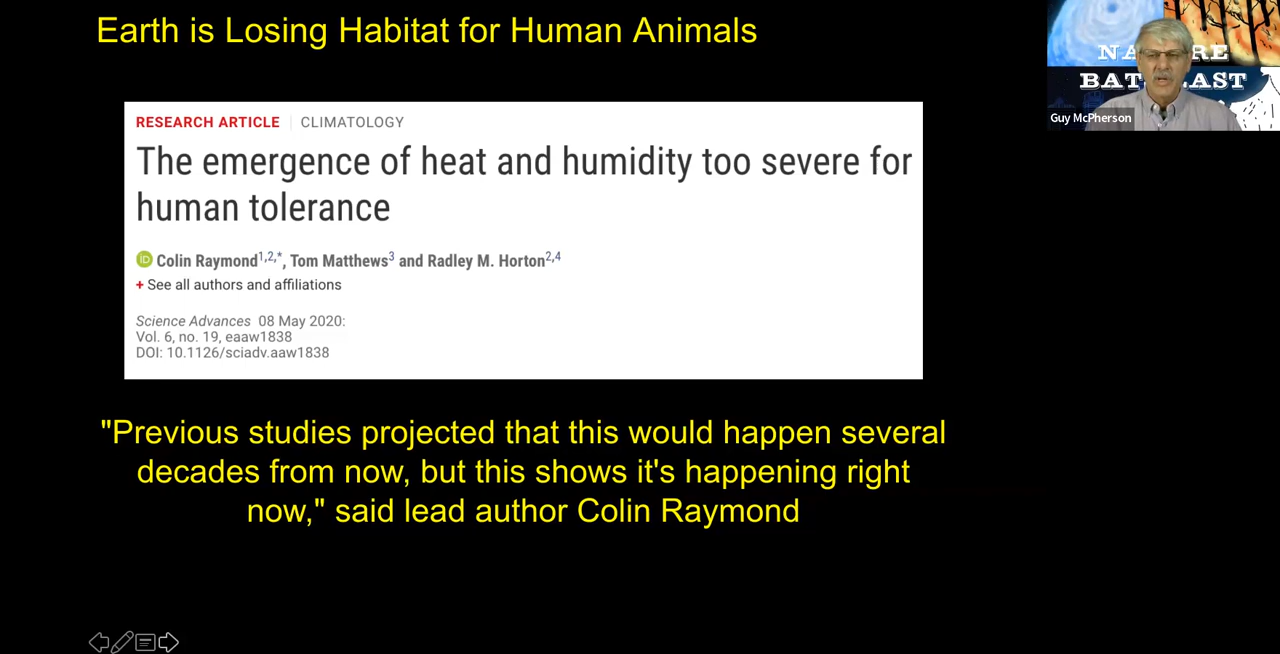 Earth is Losing Habitat for Human Animals
RESEARCH ARTICLE | CLIMATOLOGY
The emergence of heat and humidity too severe for
human tolerance
iD Colin Raymond1,2,*, Tom Matthews3 and Radley M. Horton2,4
+ See all authors and affiliations
Science Advances 08 May 2020:
Vol. 6, no. 19, eaaw1838
DOI: 10.1126/sciadv.aaw1838
"Previous studies projected that this would happen several
decades from now, but this shows it's happening right
now," said lead author Colin Raymond
Guy McPherson